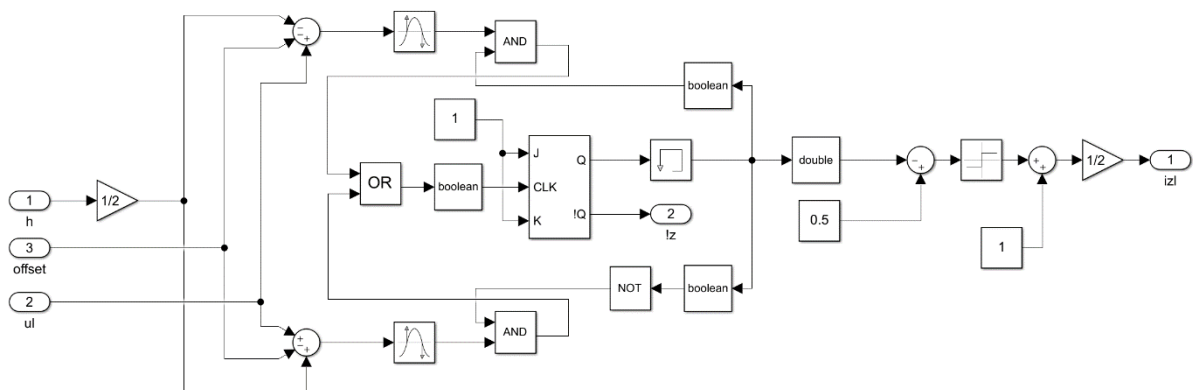 −
−
+
AND
boolean
1
J
Q
double
−
+
+
+
1/2
1
izl
OR
boolean
CLK
1
h
1/2
K
!Q
2
!z
0.5
1
3
offset
NOT
boolean
2
ul
+
−
+
AND